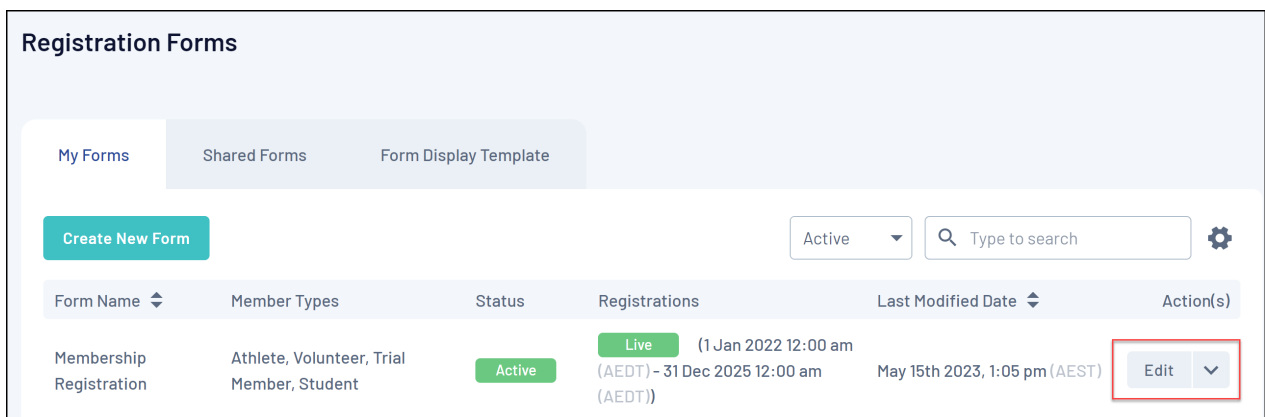 Registration Forms
My Forms
Shared Forms
Form Display Template
Create New Form
Active
Type to search
Form Name
Member Types
Status
Registrations
Last Modified Date
Action(s)
Membership
Registration
Athlete, Volunteer, Trial
Member, Student
Active
Live (1 Jan 2022 12:00 am
(AEDT) - 31 Dec 2025 12:00 am
(AEDT))
May 15th 2023, 1:05 pm (AEST)
Edit